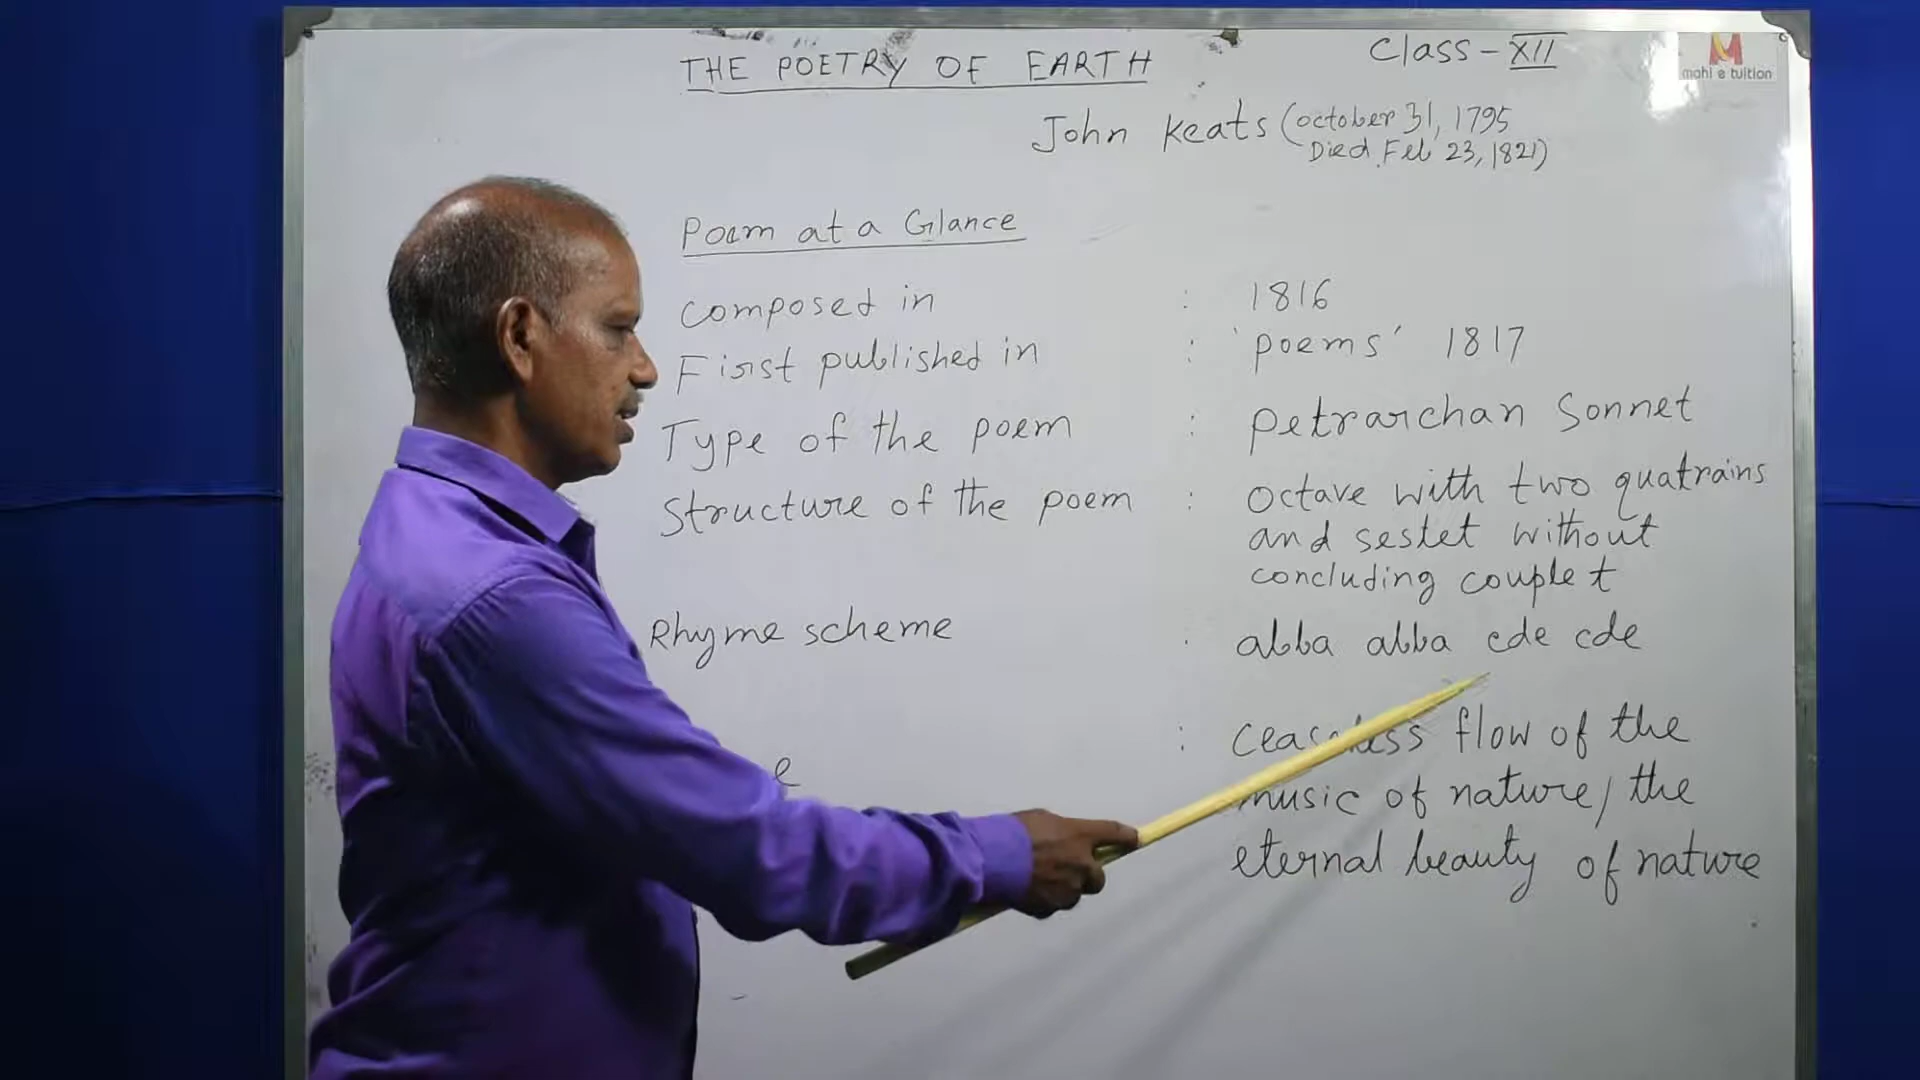 THE POETRY OF EARTH
Class - XII
mahi e tuition
John Keats (October 31, 1795
Died Feb 23, 1821)
Poem at a Glance
Composed in : 1816
First published in : 'poems' 1817
Type of the poem : Petrarchan Sonnet
Structure of the poem : Octave with two quatrains
and sestet without
concluding couplet
Rhyme scheme : abba abba cde cde
: ceaseless flow of the
music of nature/the
eternal beauty of nature